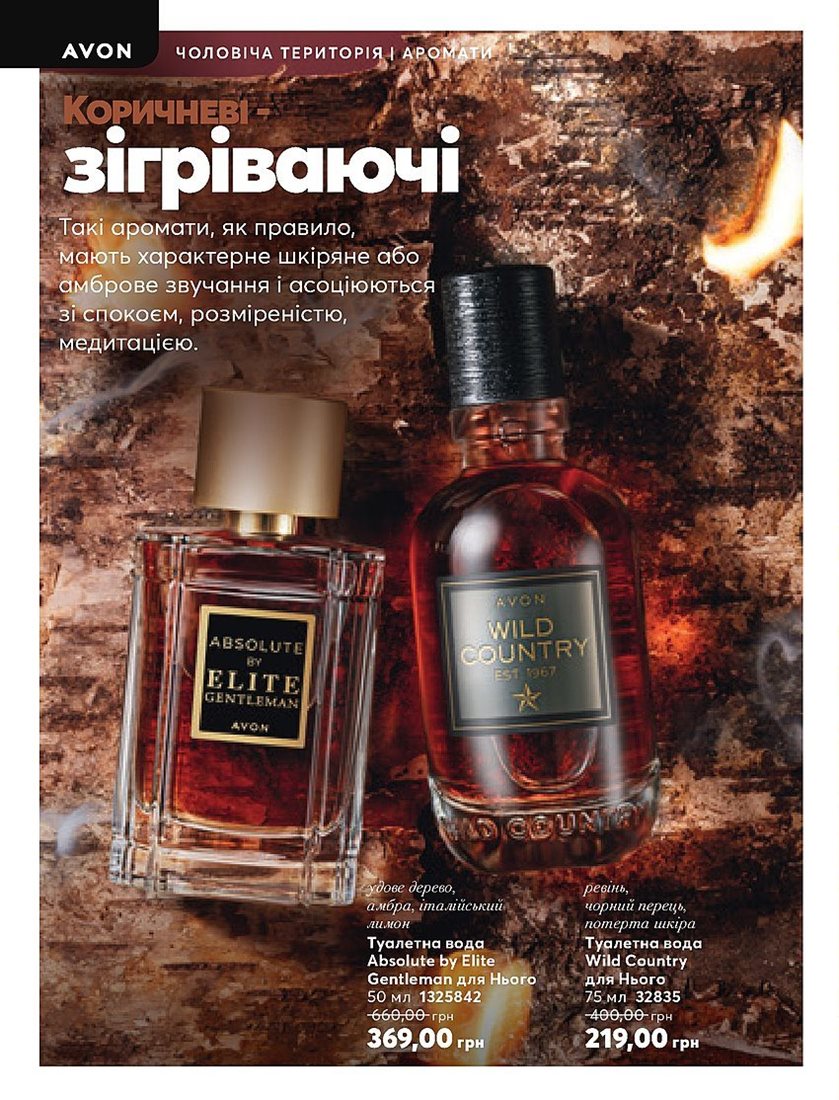 AVON
ЧОЛОВІЧА ТЕРИТОРІЯ | АРОМАТИ
Коричневі -
зігріваючі
Такі аромати, як правило,
мають характерне шкіряне або
амброве звучання і асоціюються
зі спокоєм, розміреністю,
медитацією.
ABSOLUTE
BY
ELITE
GENTLEMAN
AVON
AVON
WILD
COUNTRY
EST. 1967
WILD COUNTRY
удове дерево,
амбра, італійський
лимон
Туалетна вода
Absolute by Elite
Gentleman для Нього
50 мл 1325842
660,00 грн
369,00 грн
ревінь,
чорний перець,
потерта шкіра
Туалетна вода
Wild Country
для Нього
75 мл 32835
400,00 грн
219,00 грн